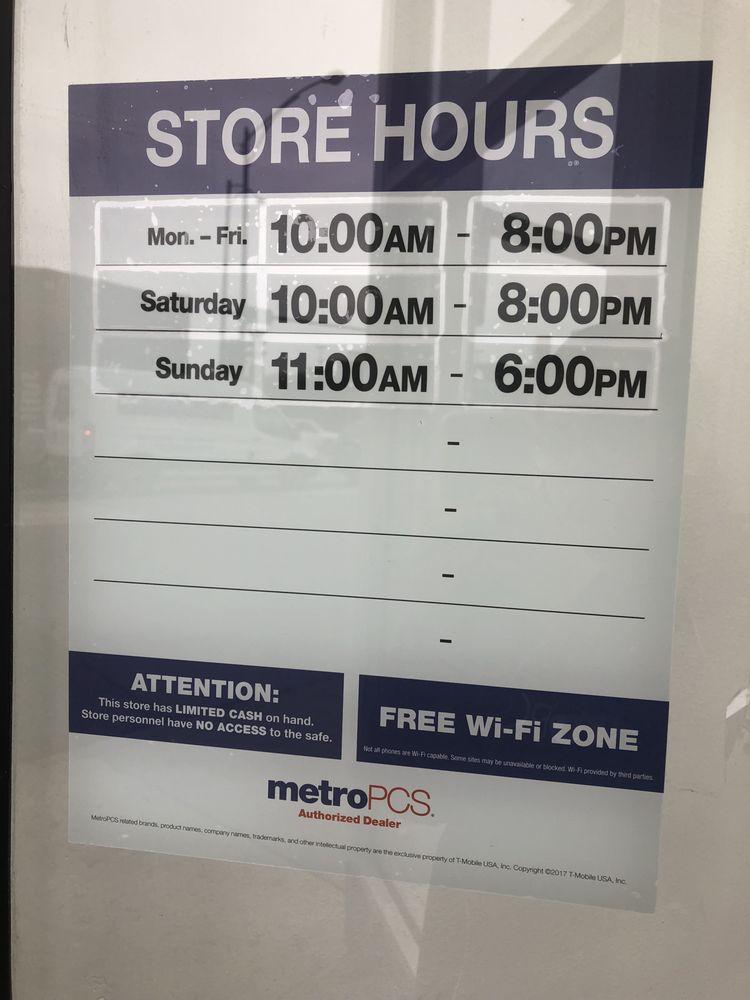 STORE HOURS
Mon. – Fri. 10:00AM - 8:00PM
Saturday 10:00AM - 8:00PM
Sunday 11:00AM - 6:00PM
-
-
-
-
ATTENTION:
This store has LIMITED CASH on hand.
Store personnel have NO ACCESS to the safe.
FREE Wi-Fi ZONE
Not all phones are Wi-Fi capable. Some sites may be unavailable or blocked. Wi-Fi provided by third parties.
metroPCS.
Authorized Dealer
MetroPCS related brands, product names, company names, trademarks, and other intellectual property are the exclusive property of T-Mobile USA, Inc. Copyright ©2017 T-Mobile USA, Inc.